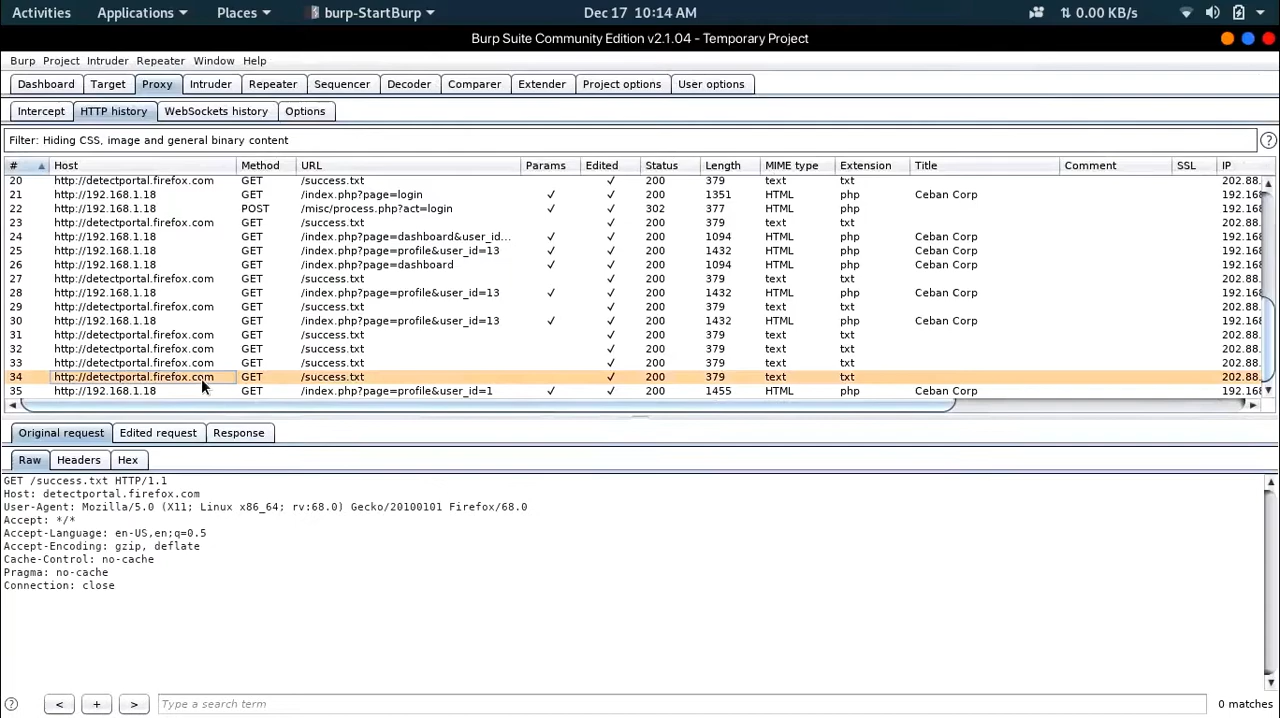 Activities Applications Places burp-StartBurp Dec 17 10:14 AM 0.00 KB/s
Burp Suite Community Edition v2.1.04 - Temporary Project
Burp Project Intruder Repeater Window Help
Dashboard Target Proxy Intruder Repeater Sequencer Decoder Comparer Extender Project options User options
Intercept HTTP history WebSockets history Options
Filter: Hiding CSS, image and general binary content ?
# Host Method URL Params Edited Status Length MIME type Extension Title Comment SSL IP
20 http://detectportal.firefox.com GET /success.txt ✓ 200 379 text txt 202.88.
21 http://192.168.1.18 GET /index.php?page=login ✓ 200 1351 HTML php Ceban Corp 192.168
22 http://192.168.1.18 POST /misc/process.php?act=login ✓ 302 377 HTML php 192.168
23 http://detectportal.firefox.com GET /success.txt ✓ 200 379 text txt 202.88.
24 http://192.168.1.18 GET /index.php?page=dashboard&user_id... ✓ 200 1094 HTML php Ceban Corp 192.168
25 http://192.168.1.18 GET /index.php?page=profile&user_id=13 ✓ 200 1432 HTML php Ceban Corp 192.168
26 http://192.168.1.18 GET /index.php?page=dashboard ✓ 200 1094 HTML php Ceban Corp 192.168
27 http://detectportal.firefox.com GET /success.txt ✓ 200 379 text txt 202.88.
28 http://192.168.1.18 GET /index.php?page=profile&user_id=13 ✓ ✓ 200 1432 HTML php Ceban Corp 192.168
29 http://detectportal.firefox.com GET /success.txt ✓ 200 379 text txt 202.88.
30 http://192.168.1.18 GET /index.php?page=profile&user_id=13 ✓ ✓ 200 1432 HTML php Ceban Corp 192.168
31 http://detectportal.firefox.com GET /success.txt ✓ 200 379 text txt 202.88.
32 http://detectportal.firefox.com GET /success.txt ✓ 200 379 text txt 202.88.
33 http://detectportal.firefox.com GET /success.txt ✓ 200 379 text txt 202.88.
34 http://detectportal.firefox.com GET /success.txt ✓ 200 379 text txt 202.88.
35 http://192.168.1.18 GET /index.php?page=profile&user_id=1 ✓ ✓ 200 1455 HTML php Ceban Corp 192.168
Original request Edited request Response
Raw Headers Hex
GET /success.txt HTTP/1.1
Host: detectportal.firefox.com
User-Agent: Mozilla/5.0 (X11; Linux x86_64; rv:68.0) Gecko/20100101 Firefox/68.0
Accept: */*
Accept-Language: en-US,en;q=0.5
Accept-Encoding: gzip, deflate
Cache-Control: no-cache
Pragma: no-cache
Connection: close
? < + > Type a search term 0 matches